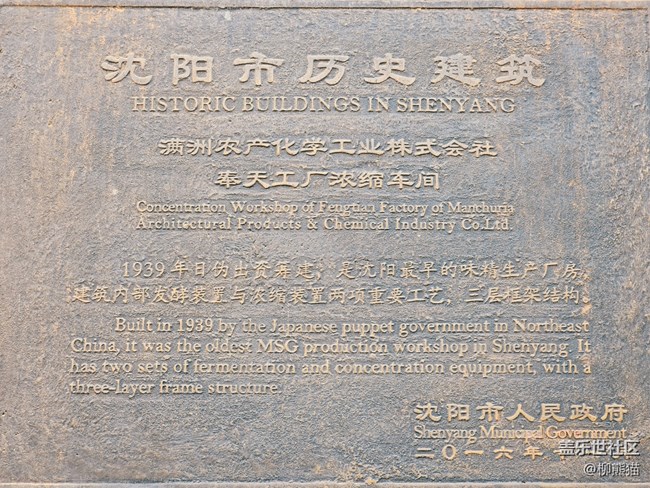 沈阳市历史建筑
HISTORIC BUILDINGS IN SHENYANG
满洲农产化学工业株式会社
奉天工厂浓缩车间
Concentration Workshop of Fengtian Factory of Manchuria
Architectural Products & Chemical Industry Co.Ltd.
1939年日伪出资兴建，是沈阳最早的味精生产厂房，
建筑内部发酵装置与浓缩装置两项重要工艺，三层框架结构。
Built in 1939 by the Japanese puppet government in Northeast
China, it was the oldest MSG production workshop in Shenyang. It
has two sets of fermentation and concentration equipment, with a
three-layer frame structure.
沈阳市人民政府
Shenyang Municipal Government
二〇一六年
盖乐世社区
@柳熊猫